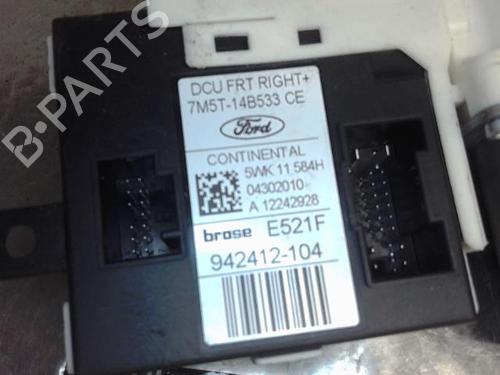 DCU FRT RIGHT+
7M5T-14B533 CE
Ford
CONTINENTAL
5WK 11 584H
04302010
A 12242928
brose E521F
942412-104
B-PARTS